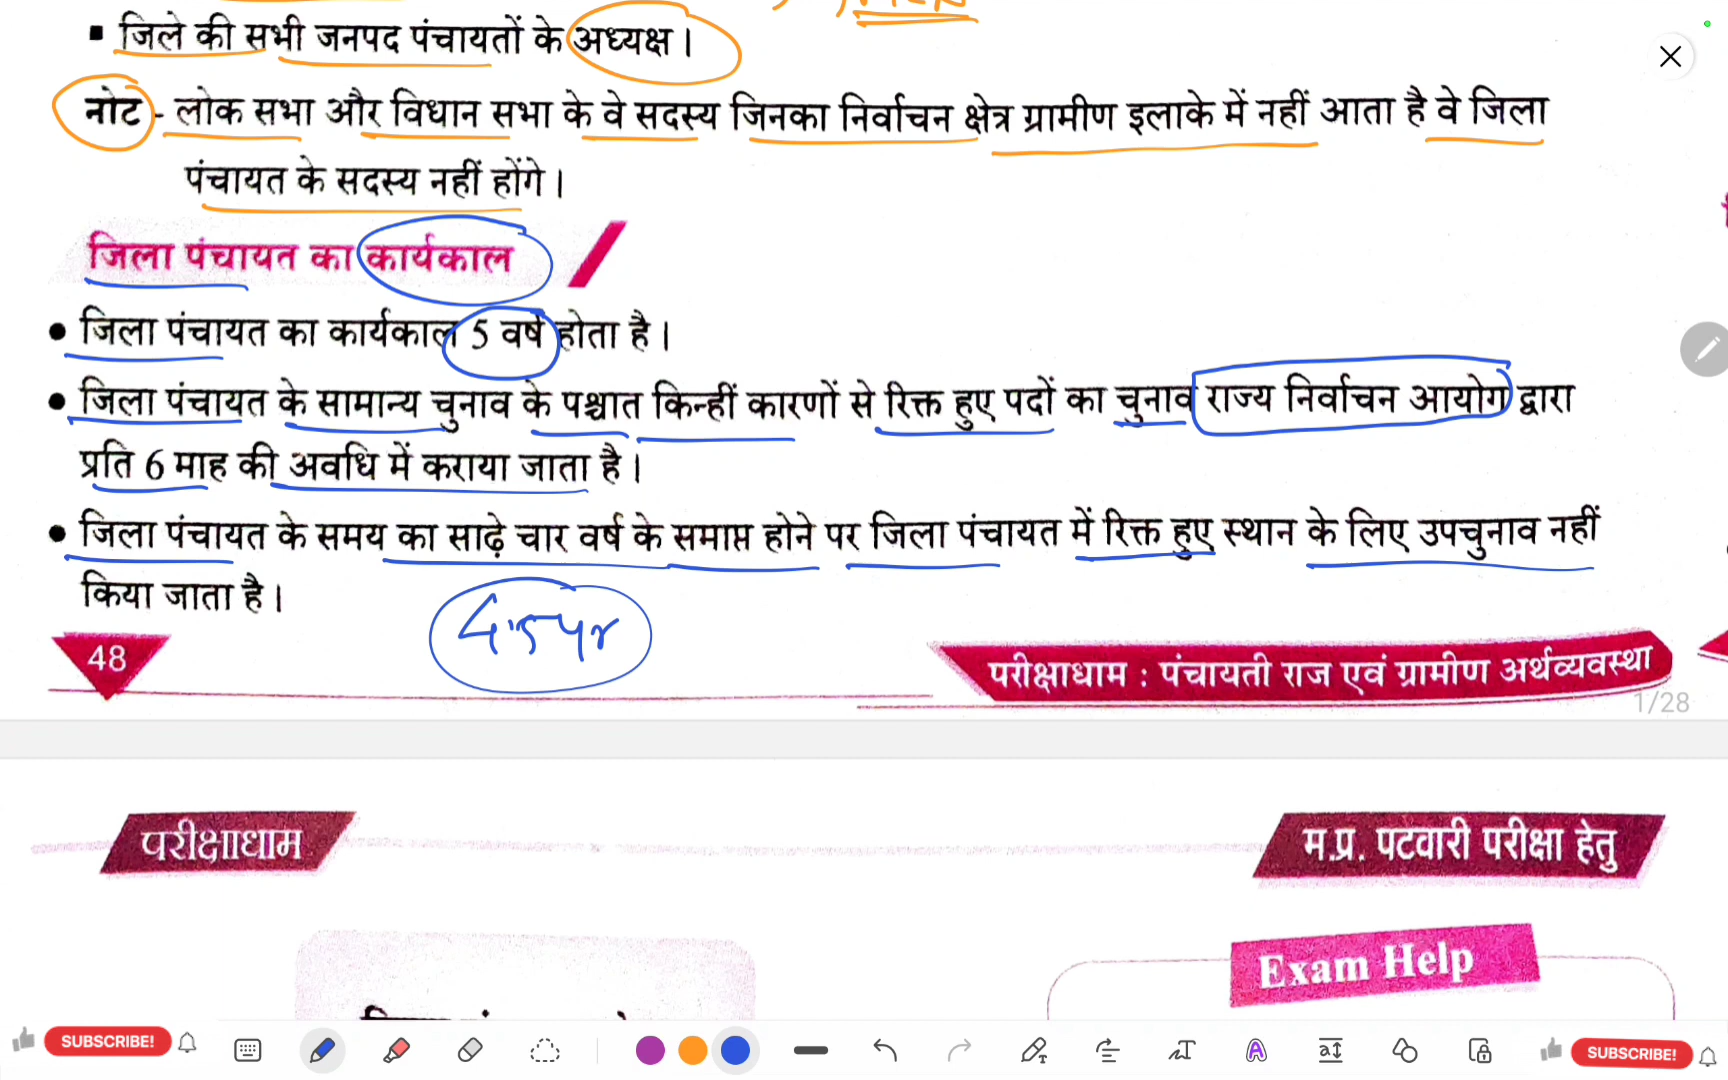 ▪ जिले की सभी जनपद पंचायतों के अध्यक्ष।
नोट - लोक सभा और विधान सभा के वे सदस्य जिनका निर्वाचन क्षेत्र ग्रामीण इलाके में नहीं आता है वे जिला
पंचायत के सदस्य नहीं होंगे।
जिला पंचायत का कार्यकाल
• जिला पंचायत का कार्यकाल 5 वर्ष होता है।
• जिला पंचायत के सामान्य चुनाव के पश्चात किन्हीं कारणों से रिक्त हुए पदों का चुनाव राज्य निर्वाचन आयोग द्वारा
प्रति 6 माह की अवधि में कराया जाता है।
• जिला पंचायत के समय का साढ़े चार वर्ष के समाप्त होने पर जिला पंचायत में रिक्त हुए स्थान के लिए उपचुनाव नहीं
किया जाता है।
4.5 yr
48
परीक्षाधाम : पंचायती राज एवं ग्रामीण अर्थव्यवस्था
1/28
परीक्षाधाम
म.प्र. पटवारी परीक्षा हेतु
Exam Help
SUBSCRIBE!
SUBSCRIBE!